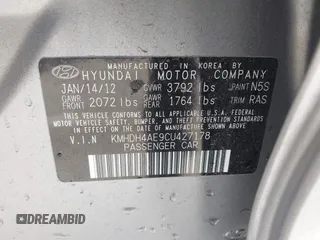 MANUFACTURED IN KOREA BY
HYUNDAI MOTOR COMPANY
JAN/14/12 GVWR 3792 lbs PAINT N5S
GAWR FRONT 2072 lbs GAWR REAR 1764 lbs TRIM RAS
THIS VEHICLE CONFORMS TO ALL APPLICABLE
U.S. FEDERAL MOTOR VEHICLE SAFETY,
BUMPER, AND THEFT PREVENTION STANDARDS
IN EFFECT ON THE DATE OF MANUFACTURE
SHOWN ABOVE.
V.I.N KMHDH4AE9CU427178
PASSENGER CAR